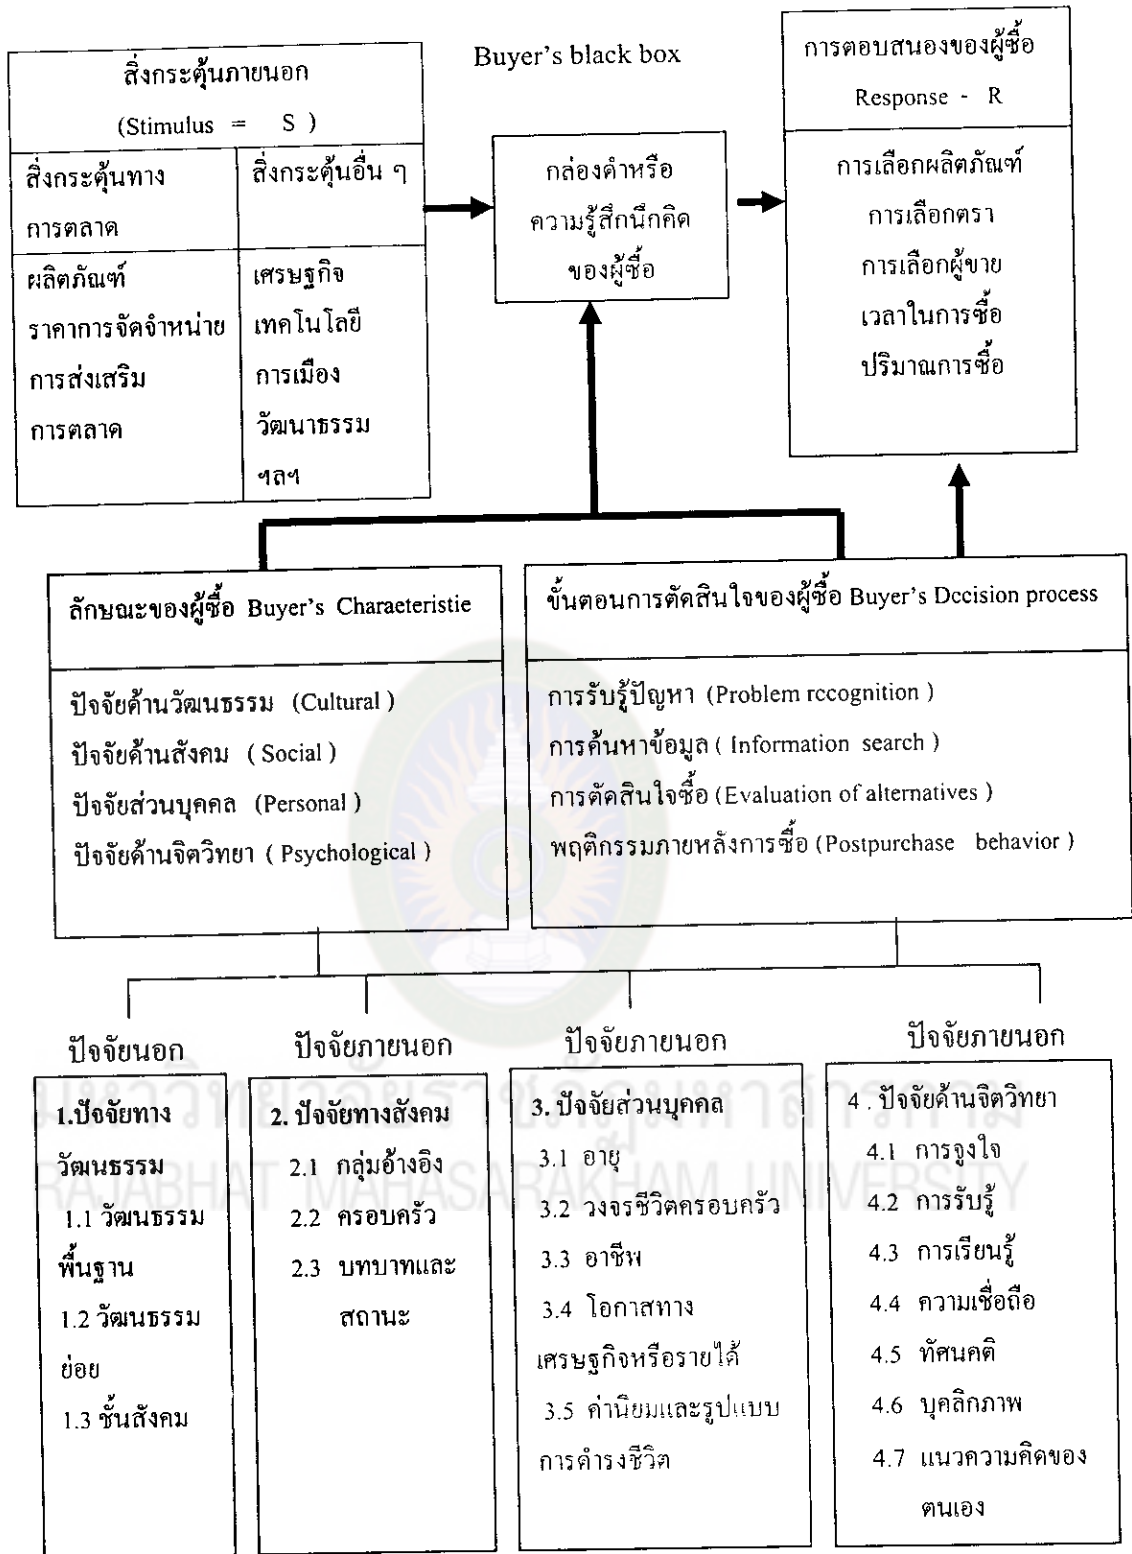 สิ่งกระตุ้นภายนอก
(Stimulus = S )
สิ่งกระตุ้นทาง
การตลาด
สิ่งกระตุ้นอื่น ๆ
ผลิตภัณฑ์
ราคาการจัดจำหน่าย
การส่งเสริม
การตลาด
เศรษฐกิจ
เทคโนโลยี
การเมือง
วัฒนาธรรม
ฯลฯ
Buyer's black box
กล่องดำหรือ
ความรู้สึกนึกคิด
ของผู้ซื้อ
การตอบสนองของผู้ซื้อ
Response - R
การเลือกผลิตภัณฑ์
การเลือกตรา
การเลือกผู้ขาย
เวลาในการซื้อ
ปริมาณการซื้อ
ลักษณะของผู้ซื้อ Buyer's Charaeteristie
ปัจจัยด้านวัฒนธรรม (Cultural )
ปัจจัยด้านสังคม ( Social )
ปัจจัยส่วนบุคคล (Personal )
ปัจจัยด้านจิตวิทยา ( Psychological )
ขั้นตอนการตัดสินใจของผู้ซื้อ Buyer's Dccision process
การรับรู้ปัญหา (Problem rccognition )
การค้นหาข้อมูล ( Information search )
การตัดสินใจซื้อ (Evaluation of alternatives )
พฤติกรรมภายหลังการซื้อ (Postpurchase behavior )
ปัจจัยนอก
1.ปัจจัยทาง
วัฒนธรรม
1.1 วัฒนธรรม
พื้นฐาน
1.2 วัฒนธรรม
ย่อย
1.3 ชั้นสังคม
ปัจจัยภายนอก
2. ปัจจัยทางสังคม
2.1 กลุ่มอ้างอิง
2.2 ครอบครัว
2.3 บทบาทและ
สถานะ
ปัจจัยภายนอก
3. ปัจจัยส่วนบุคคล
3.1 อายุ
3.2 วงจรชีวิตครอบครัว
3.3 อาชีพ
3.4 โอกาสทาง
เศรษฐกิจหรือรายได้
3.5 ค่านิยมและรูปแบบ
การดำรงชีวิต
ปัจจัยภายนอก
4 . ปัจจัยด้านจิตวิทยา
4.1 การจูงใจ
4.2 การรับรู้
4.3 การเรียนรู้
4.4 ความเชื่อถือ
4.5 ทัศนคติ
4.6 บุคลิกภาพ
4.7 แนวความคิดของ
ตนเอง
มหาวิทยาลัยราชภัฏมหาสารคาม
RAJABHAT MAHASARAKHAM UNIVERSITY